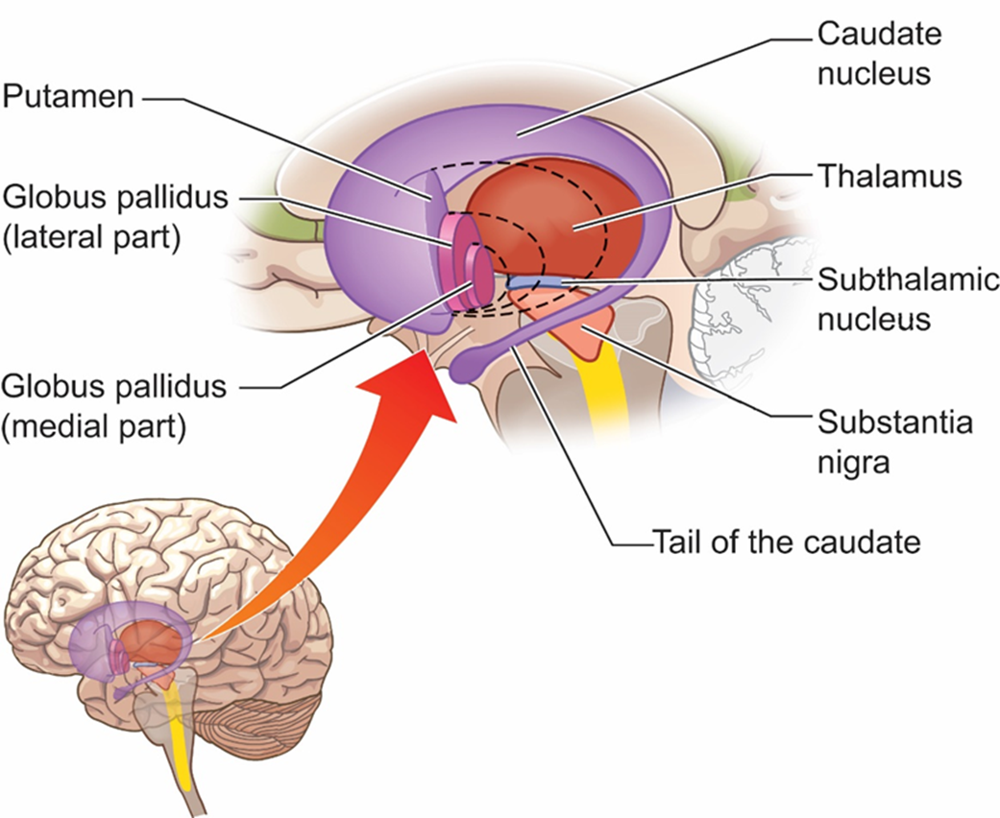 Caudate
nucleus
Putamen
Thalamus
Globus pallidus
(lateral part)
Subthalamic
nucleus
Globus pallidus
(medial part)
Substantia
nigra
Tail of the caudate